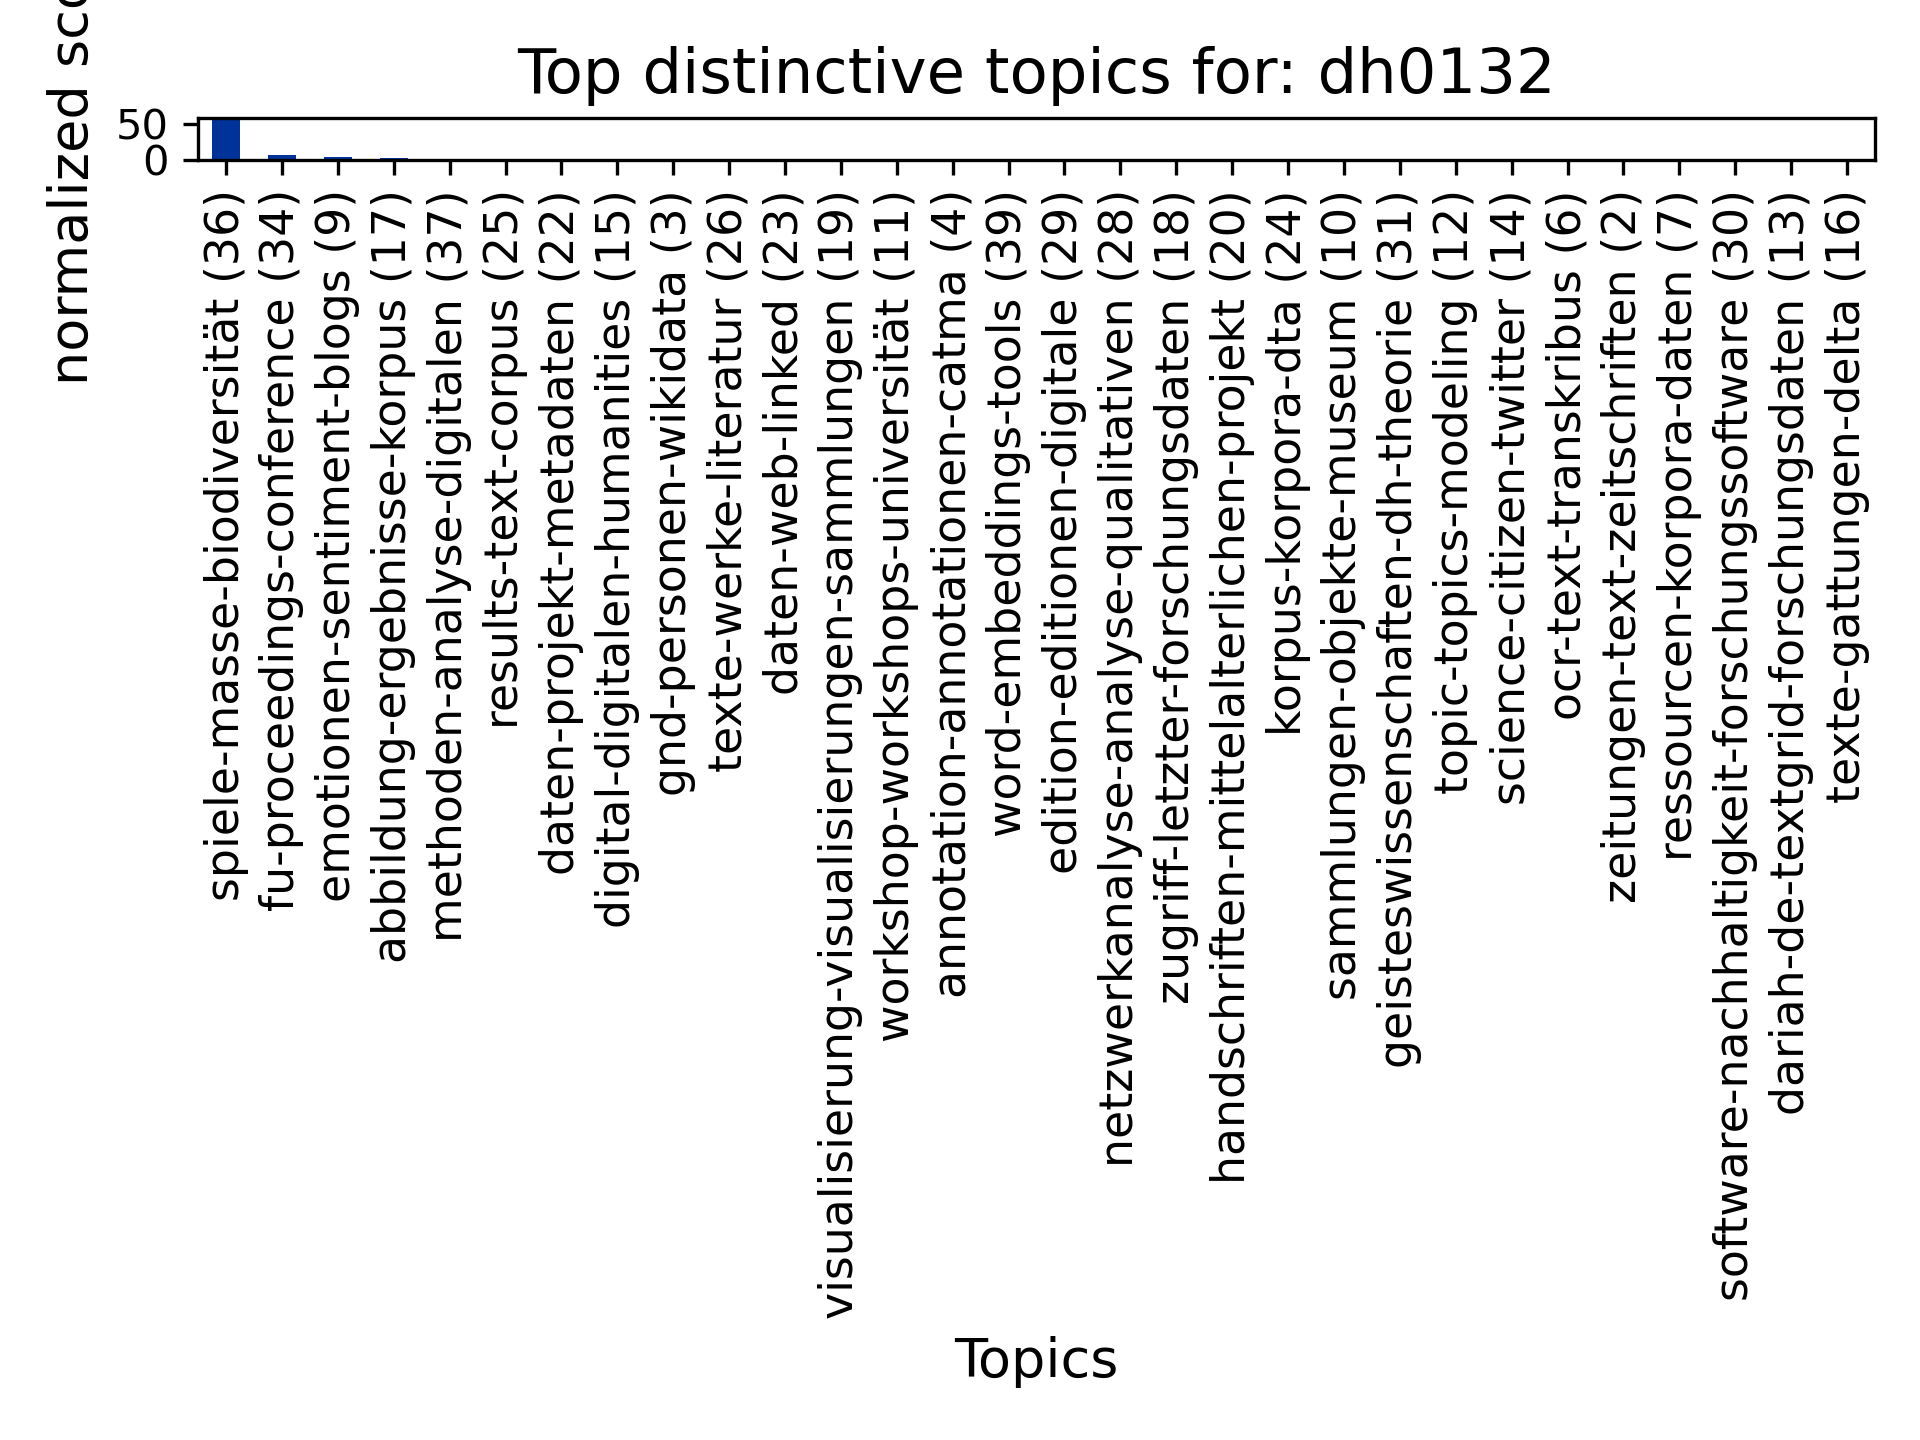 Top distinctive topics for: dh0132
normalized sco
50
0
spiele-masse-biodiversität (36)
fu-proceedings-conference (34)
emotionen-sentiment-blogs (9)
abbildung-ergebnisse-korpus (17)
methoden-analyse-digitalen (37)
results-text-corpus (25)
daten-projekt-metadaten (22)
digital-digitalen-humanities (15)
gnd-personen-wikidata (3)
texte-werke-literatur (26)
daten-web-linked (23)
visualisierung-visualisierungen-sammlungen (19)
workshop-workshops-universität (11)
annotation-annotationen-catma (4)
word-embeddings-tools (39)
edition-editionen-digitale (29)
netzwerkanalyse-analyse-qualitativen (28)
zugriff-letzter-forschungsdaten (18)
handschriften-mittelalterlichen-projekt (20)
korpus-korpora-dta (24)
sammlungen-objekte-museum (10)
geisteswissenschaften-dh-theorie (31)
topic-topics-modeling (12)
science-citizen-twitter (14)
ocr-text-transkribus (6)
zeitungen-text-zeitschriften (2)
ressourcen-korpora-daten (7)
software-nachhaltigkeit-forschungssoftware (30)
dariah-de-textgrid-forschungsdaten (13)
texte-gattungen-delta (16)
Topics